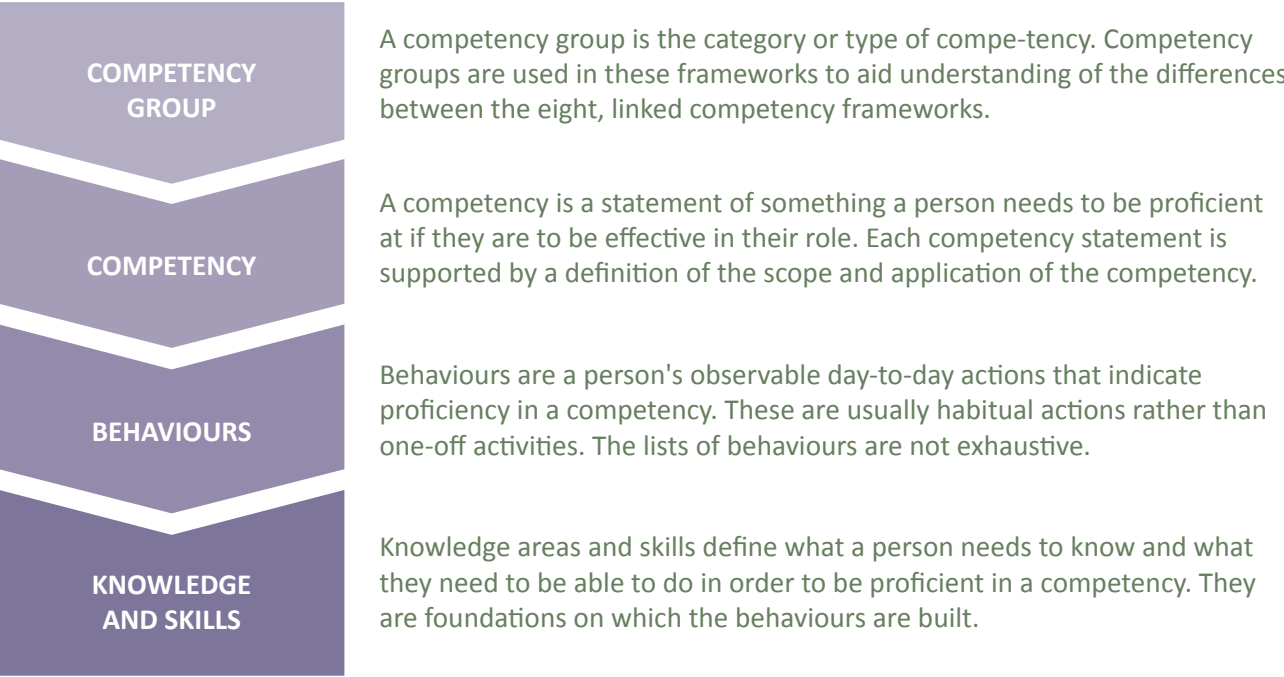 COMPETENCY
GROUP
A competency group is the category or type of compe-tency. Competency
groups are used in these frameworks to aid understanding of the differences
between the eight, linked competency frameworks.
COMPETENCY
A competency is a statement of something a person needs to be proficient
at if they are to be effective in their role. Each competency statement is
supported by a definition of the scope and application of the competency.
BEHAVIOURS
Behaviours are a person's observable day-to-day actions that indicate
proficiency in a competency. These are usually habitual actions rather than
one-off activities. The lists of behaviours are not exhaustive.
KNOWLEDGE
AND SKILLS
Knowledge areas and skills define what a person needs to know and what
they need to be able to do in order to be proficient in a competency. They
are foundations on which the behaviours are built.